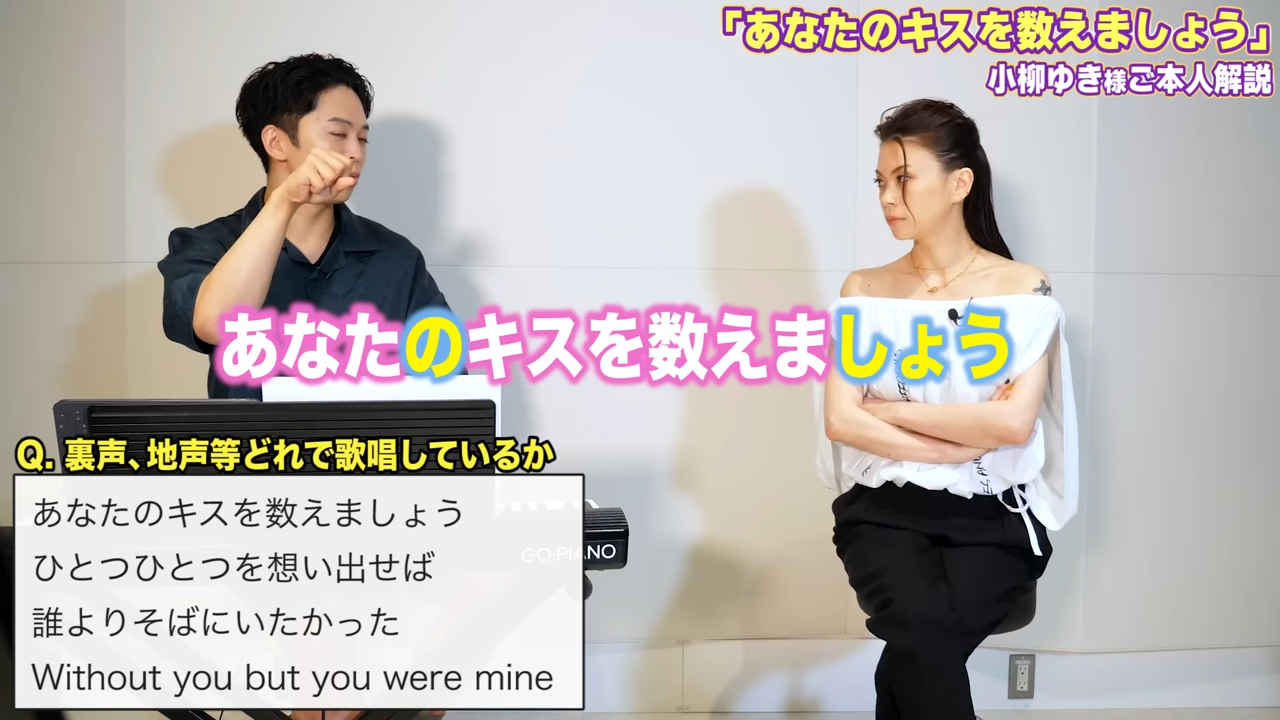 「あなたのキスを数えましょう」
小柳ゆき様ご本人解説
あなたのキスを数えましょう
Q. 裏声、地声等どれで歌唱しているか
あなたのキスを数えましょう
ひとつひとつを想い出せば
誰よりそばにいたかった
Without you but you were mine
GO:PIANO